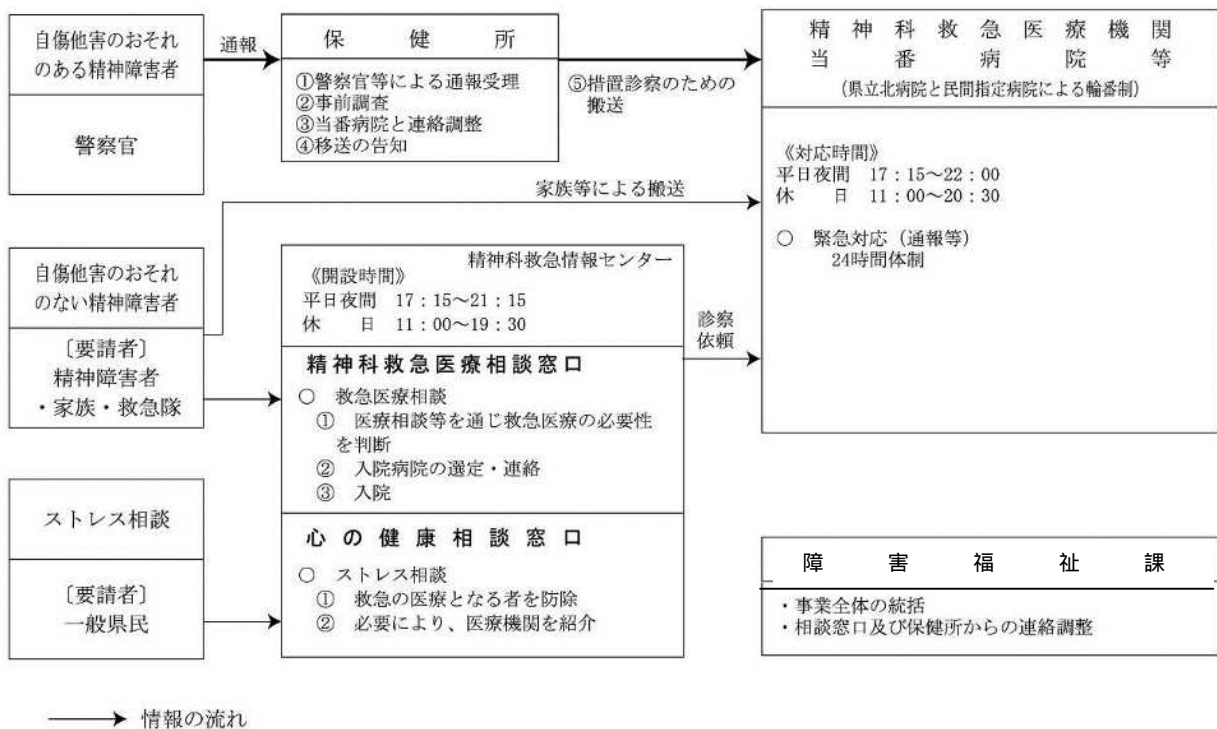 自傷他害のおそれ
のある精神障害者
警察官
通報
保健所
①警察官等による通報受理
②事前調査
③当番病院と連絡調整
④移送の告知
⑤措置診察のための
搬送
精神科救急医療機関
当番病院等
(県立北病院と民間指定病院による輪番制)
《対応時間》
平日夜間 17:15～22:00
休日 11:00～20:30
○ 緊急対応(通報等)
24時間体制
家族等による搬送
自傷他害のおそれ
のない精神障害者
〔要請者〕
精神障害者
・家族・救急隊
精神科救急情報センター
《開設時間》
平日夜間 17:15～21:15
休日 11:00～19:30
精神科救急医療相談窓口
○ 救急医療相談
① 医療相談等を通じ救急医療の必要性
を判断
② 入院病院の選定・連絡
③ 入院
診察
依頼
ストレス相談
〔要請者〕
一般県民
心の健康相談窓口
○ ストレス相談
① 救急の医療となる者を防除
② 必要により、医療機関を紹介
障害福祉課
・事業全体の統括
・相談窓口及び保健所からの連絡調整
情報の流れ